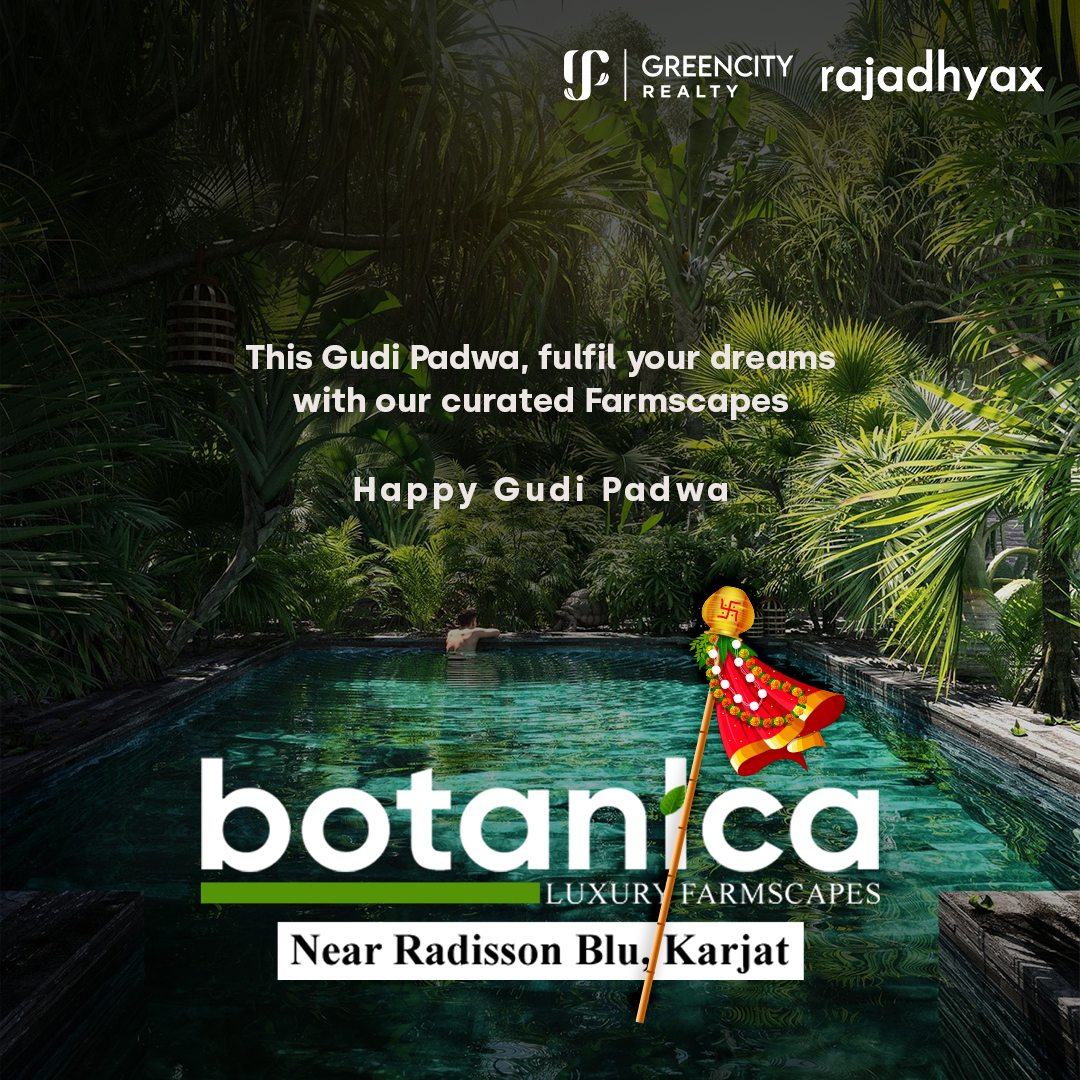 GREENCITY
REALTY
rajadhyax
This Gudi Padwa, fulfil your dreams
with our curated Farmscapes
Happy Gudi Padwa
botanica
LUXURY FARMSCAPES
Near Radisson Blu, Karjat